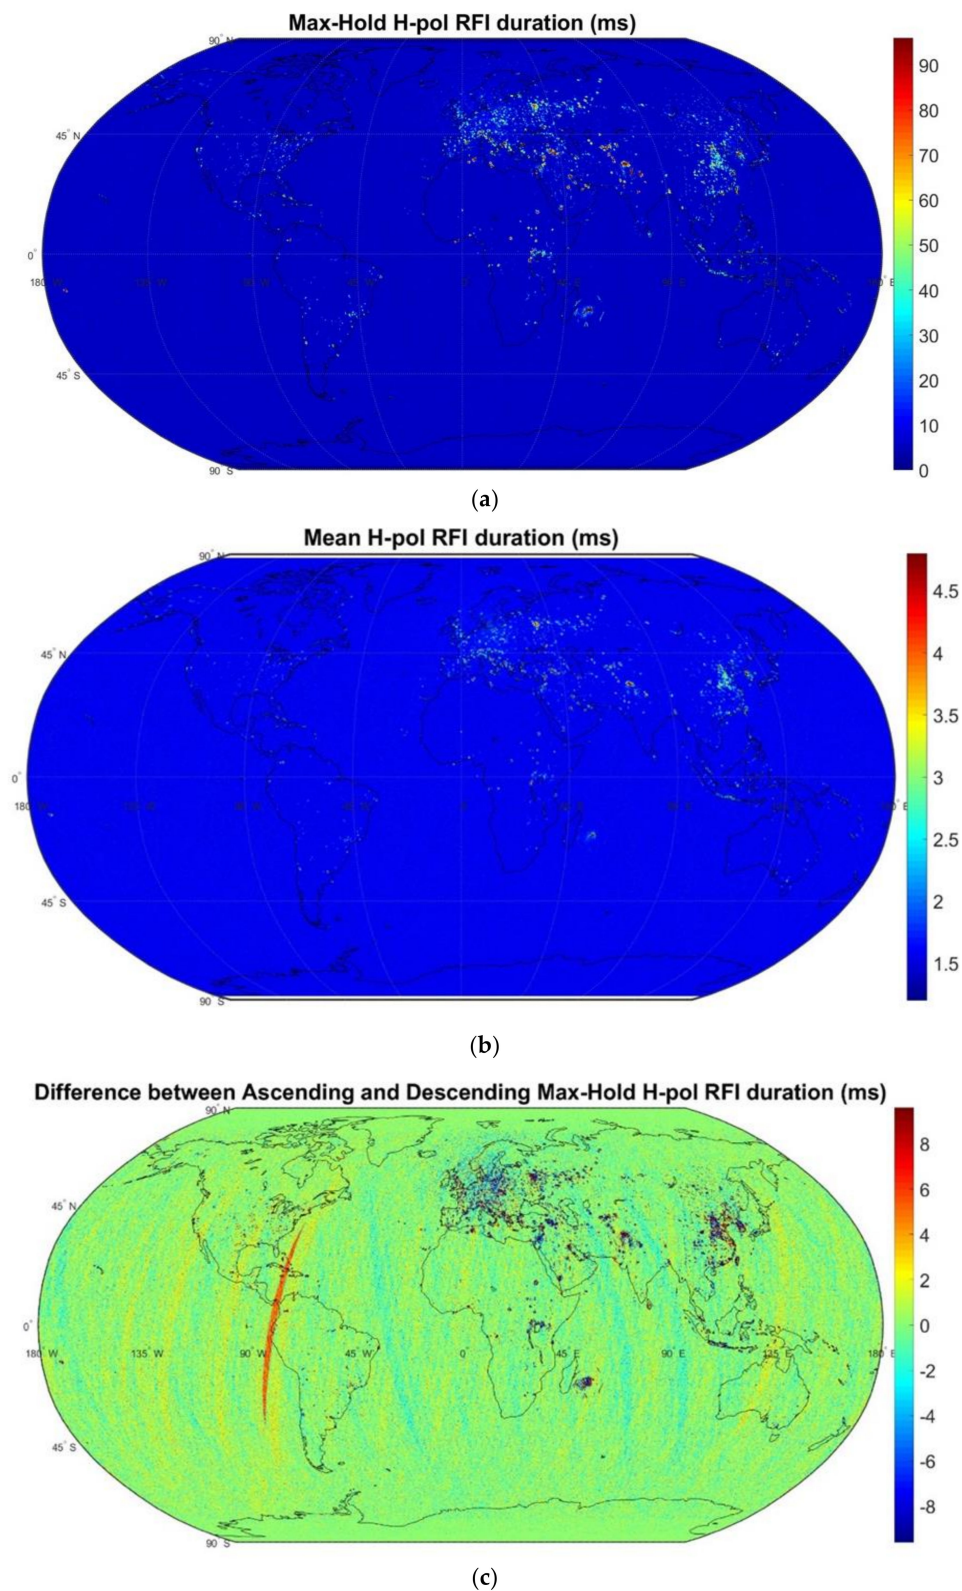 Max-Hold H-pol RFI duration (ms)
90° N
45° N
0°
180° W
45° S
90° S
90
80
70
60
50
40
30
20
10
0
(a)
Mean H-pol RFI duration (ms)
90° N
45° N
0°
180° W
45° S
90° S
4.5
4
3.5
3
2.5
2
1.5
(b)
Difference between Ascending and Descending Max-Hold H-pol RFI duration (ms)
90° N
45° N
0°
180° W 135° W 90° W 45° W 0° 45° E 90° E 135° E 180° E
45° S
90° S
8
6
4
2
0
-2
-4
-6
-8
(c)